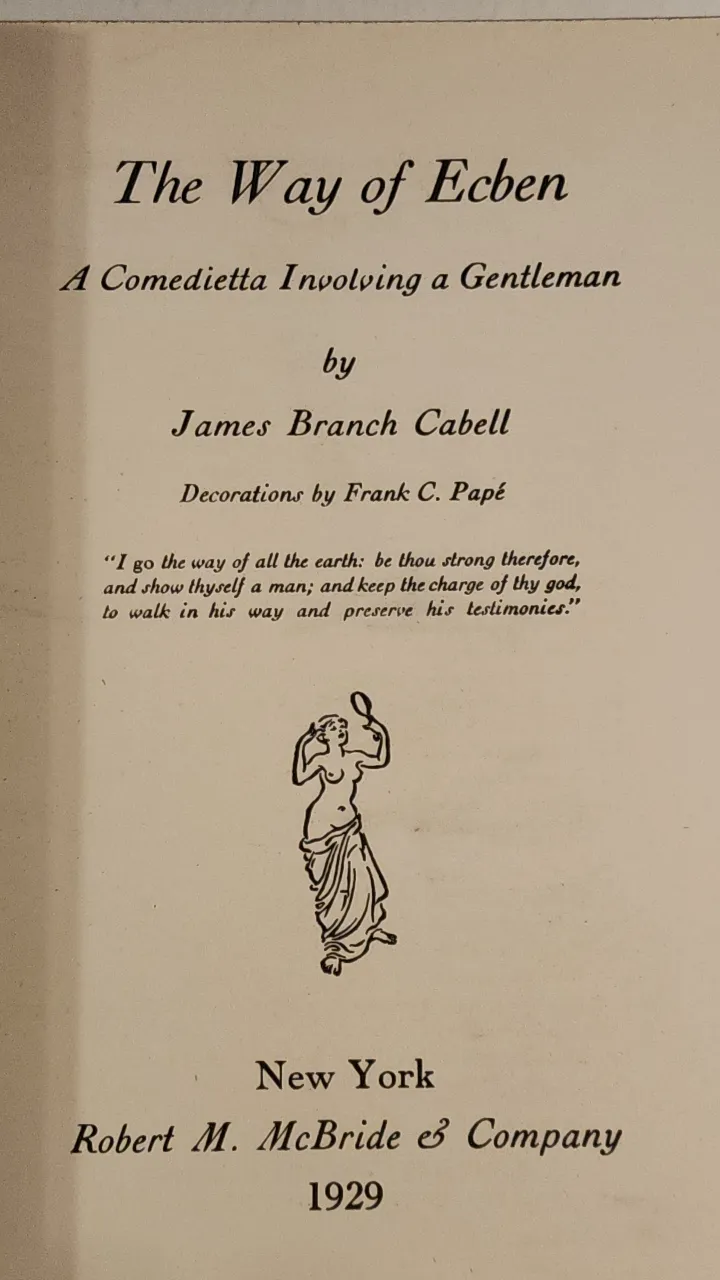 The Way of Ecben
A Comedietta Involving a Gentleman
by
James Branch Cabell
Decorations by Frank C. Papé
“I go the way of all the earth: be thou strong therefore,
and show thyself a man; and keep the charge of thy god,
to walk in his way and preserve his testimonies.”
New York
Robert M. McBride & Company
1929